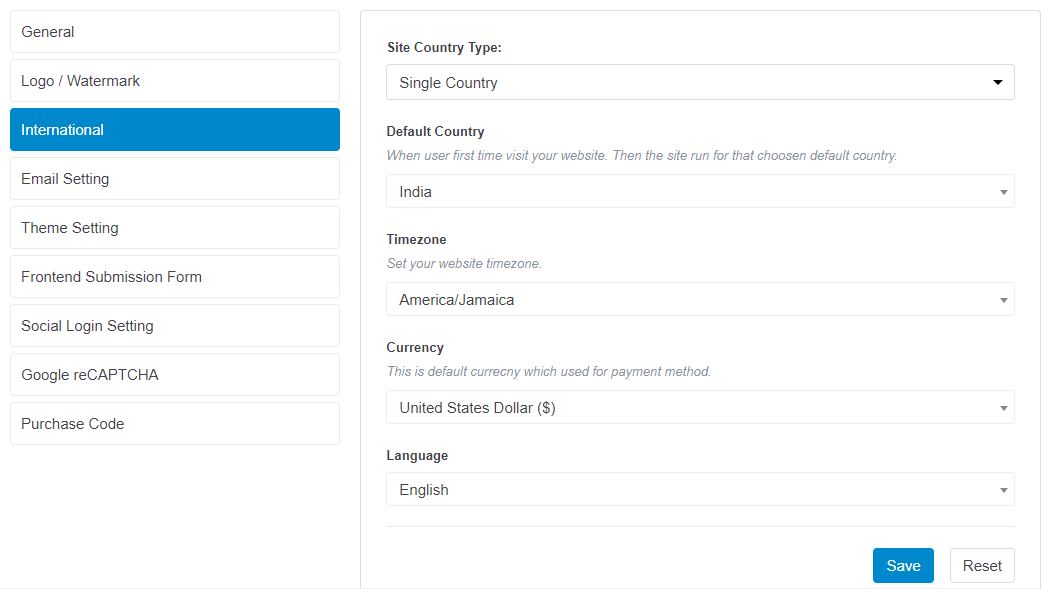 General
Logo / Watermark
International
Email Setting
Theme Setting
Frontend Submission Form
Social Login Setting
Google reCAPTCHA
Purchase Code
Site Country Type:
Single Country
Default Country
When user first time visit your website. Then the site run for that choosen default country.
India
Timezone
Set your website timezone.
America/Jamaica
Currency
This is default currecny which used for payment method.
United States Dollar ($)
Language
English
Save Reset